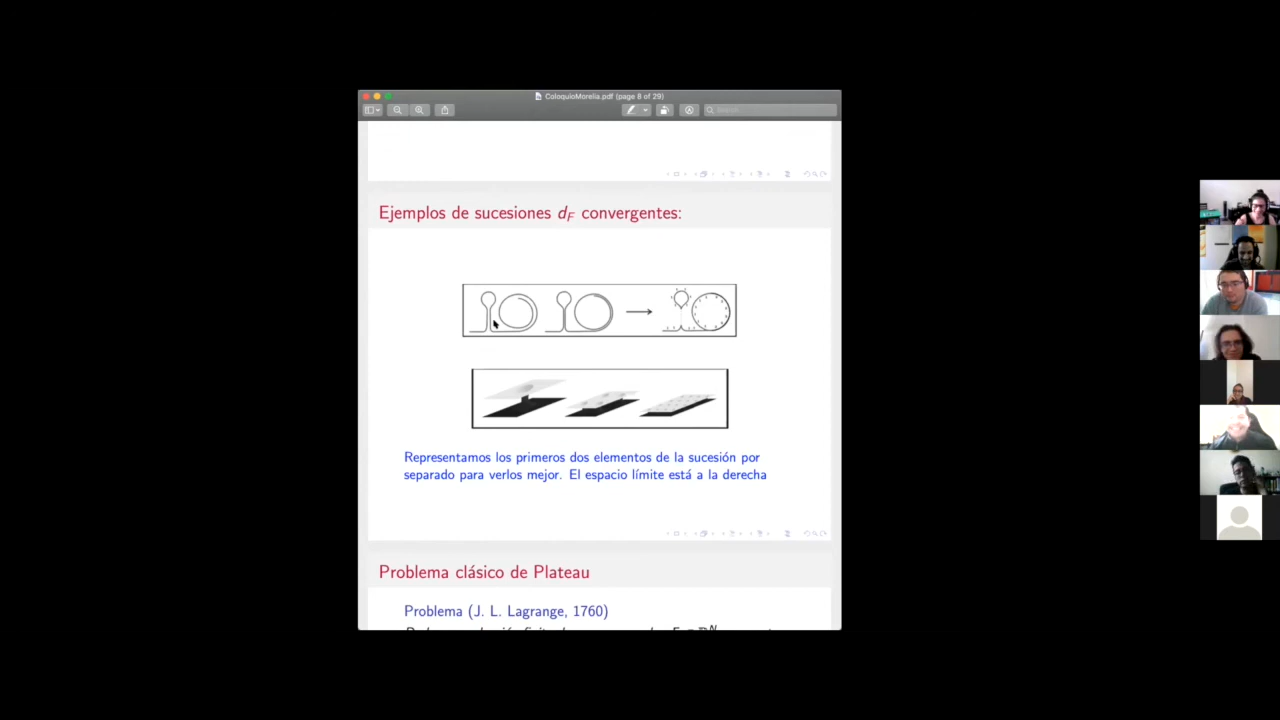 ColoquioMorelia.pdf (page 8 of 29)
Ejemplos de sucesiones d_F convergentes:
Representamos los primeros dos elementos de la sucesión por
separado para verlos mejor. El espacio límite está a la derecha
Problema clásico de Plateau
Problema (J. L. Lagrange, 1760)